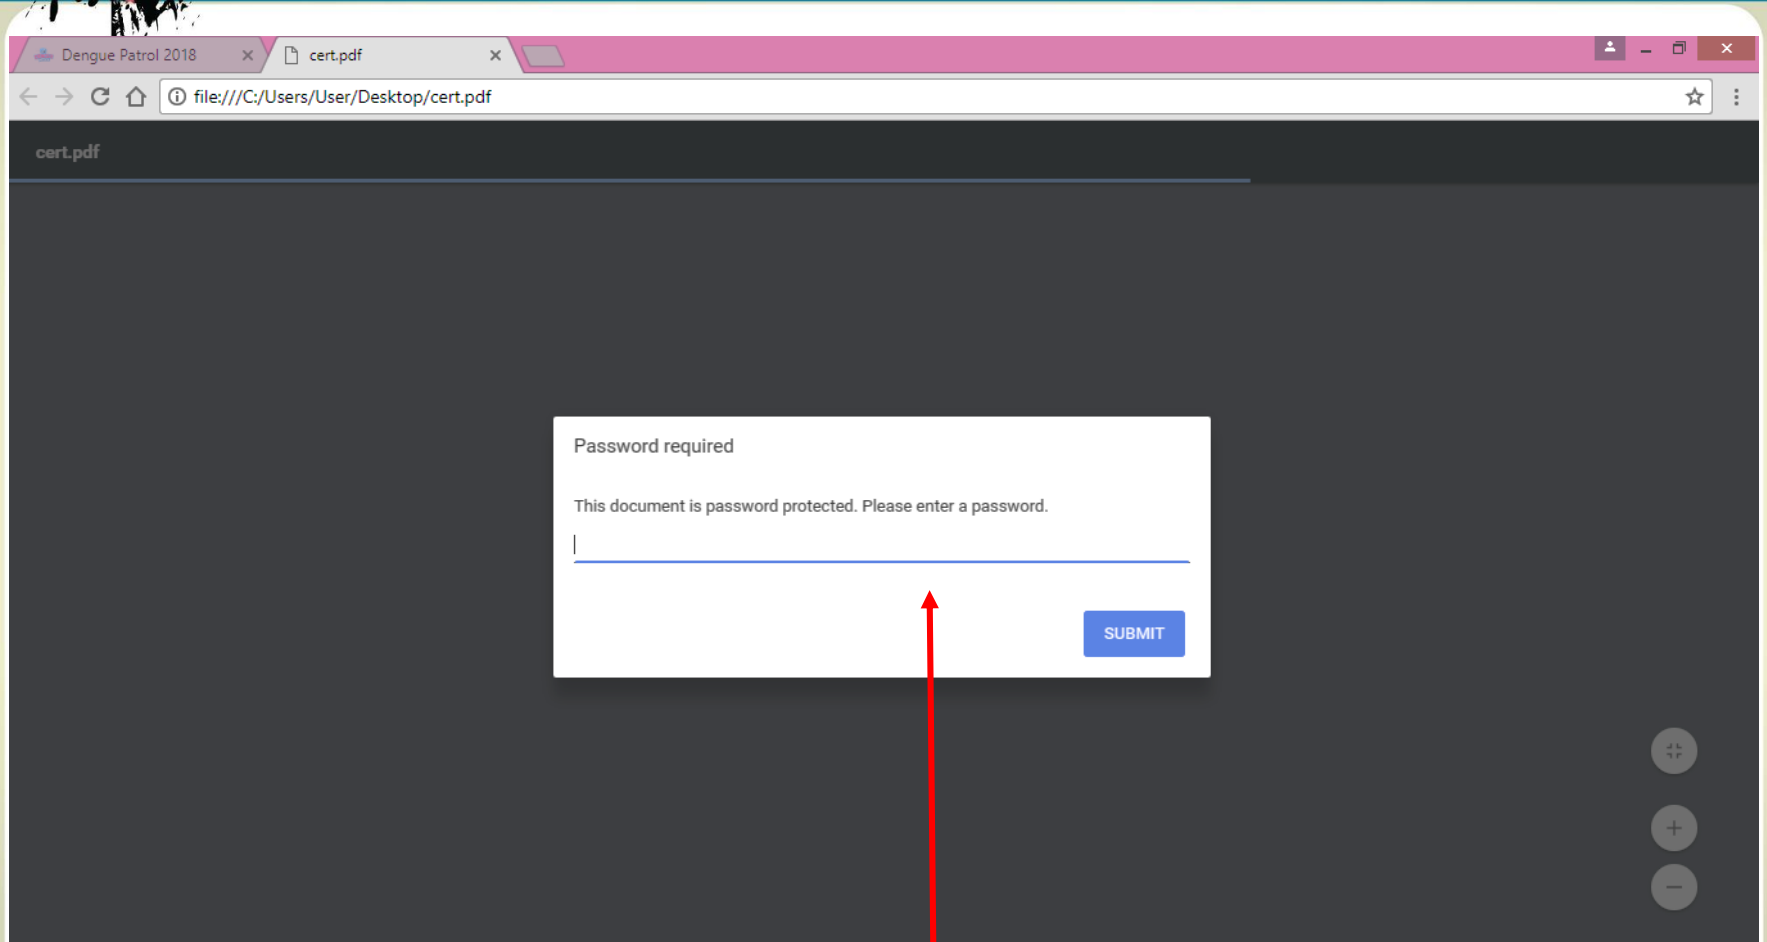 Dengue Patrol 2018
cert.pdf
file:///C:/Users/User/Desktop/cert.pdf
cert.pdf
Password required
This document is password protected. Please enter a password.
SUBMIT